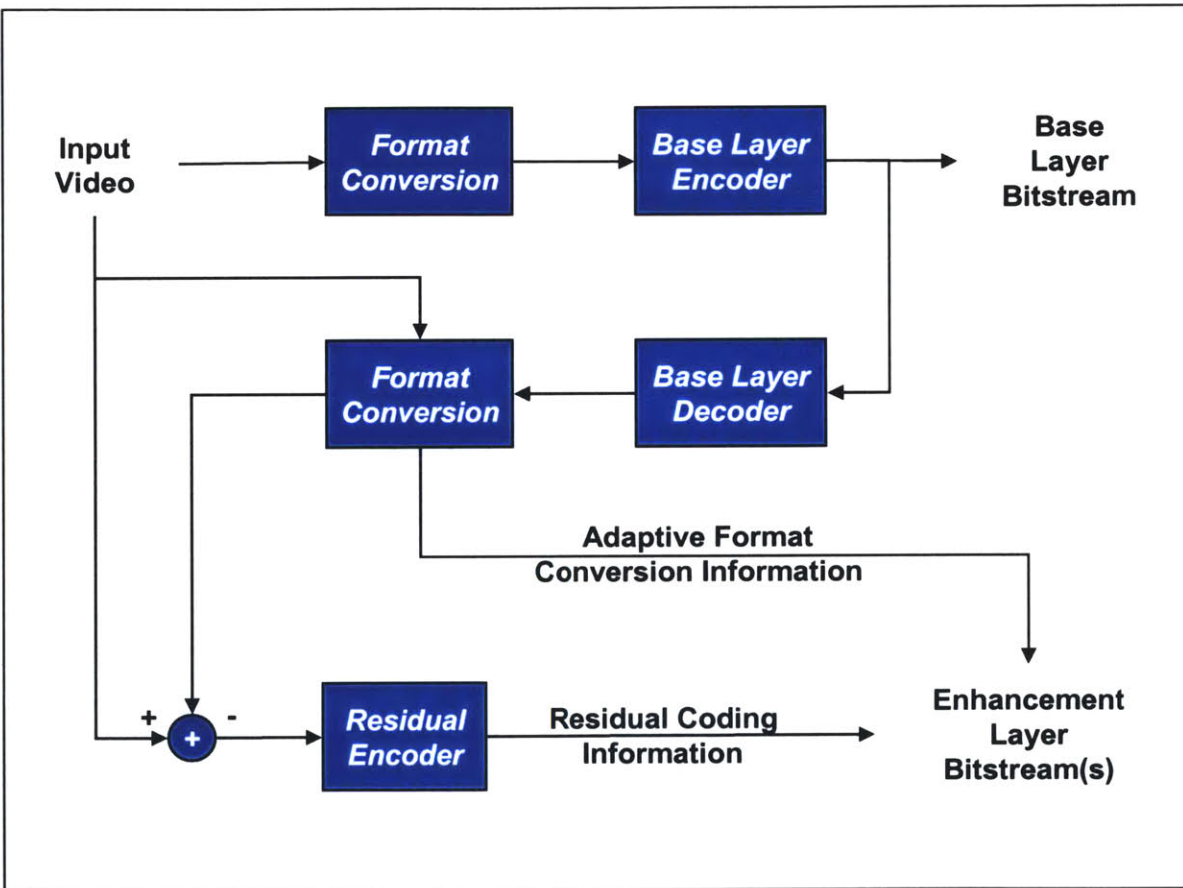 Input
Video
Format
Conversion
Base Layer
Encoder
Base
Layer
Bitstream
Format
Conversion
Base Layer
Decoder
Adaptive Format
Conversion Information
+
-
+
Residual
Encoder
Residual Coding
Information
Enhancement
Layer
Bitstream(s)